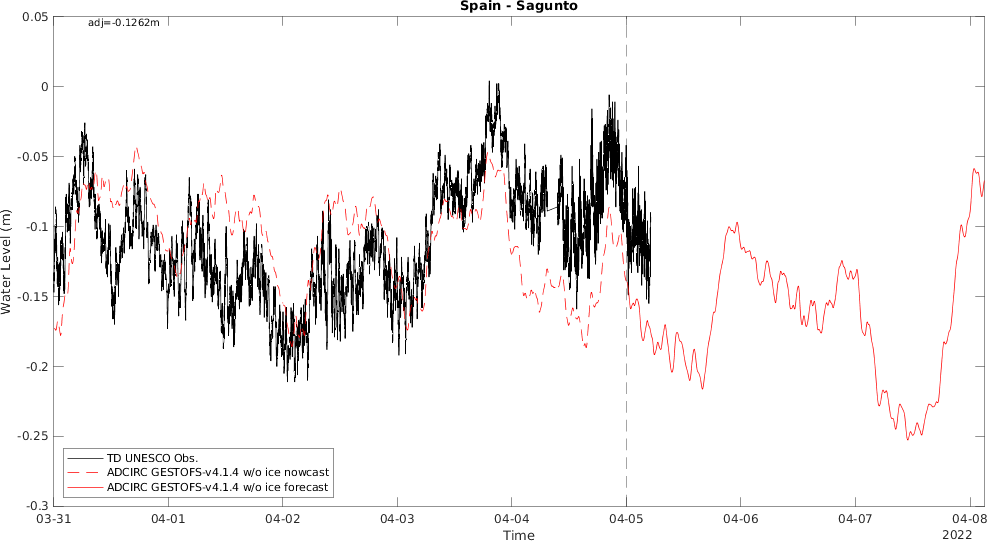 Spain - Sagunto
adj=-0.1262m
0.05
0
-0.05
-0.1
-0.15
-0.2
-0.25
-0.3
Water Level (m)
TD UNESCO Obs.
ADCIRC GESTOFS-v4.1.4 w/o ice nowcast
ADCIRC GESTOFS-v4.1.4 w/o ice forecast
03-31 04-01 04-02 04-03 04-04 04-05 04-06 04-07 04-08
Time
2022